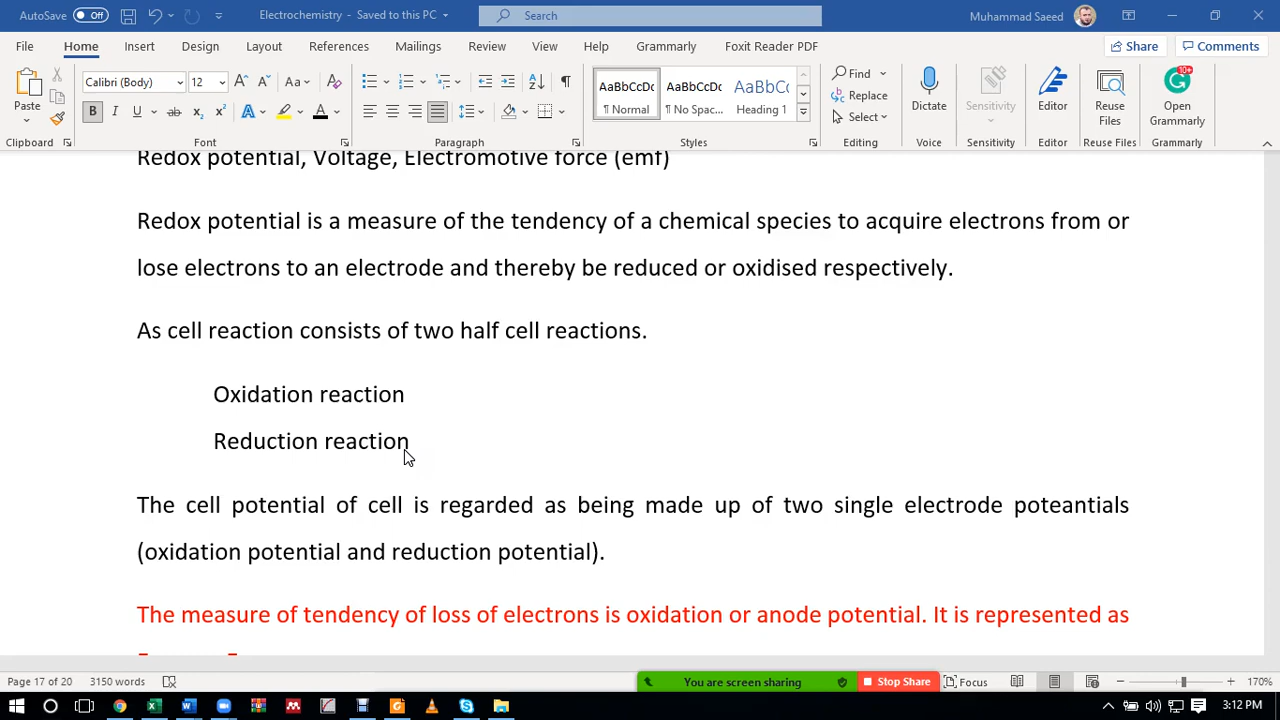 AutoSave Off Electrochemistry - Saved to this PC Search Muhammad Saeed
File Home Insert Draw Design Layout References Mailings Review View Help Grammarly Foxit Reader PDF Share Comments
Paste Calibri (Body) 12 Aa AaBbCcDc AaBbCcDc AaBbCc Find Replace Select Dictate Sensitivity Editor Reuse Files Open Grammarly 10+
¶ Normal ¶ No Spac... Heading 1
Clipboard Font Paragraph Styles Editing Voice Sensitivity Editor Reuse Files Grammarly
Redox potential, Voltage, Electromotive force (emf)
Redox potential is a measure of the tendency of a chemical species to acquire electrons from or
lose electrons to an electrode and thereby be reduced or oxidised respectively.
As cell reaction consists of two half cell reactions.
Oxidation reaction
Reduction reaction
The cell potential of cell is regarded as being made up of two single electrode poteantials
(oxidation potential and reduction potential).
The measure of tendency of loss of electrons is oxidation or anode potential. It is represented as
Page 17 of 20 3150 words You are screen sharing Stop Share Focus 170%
3:12 PM